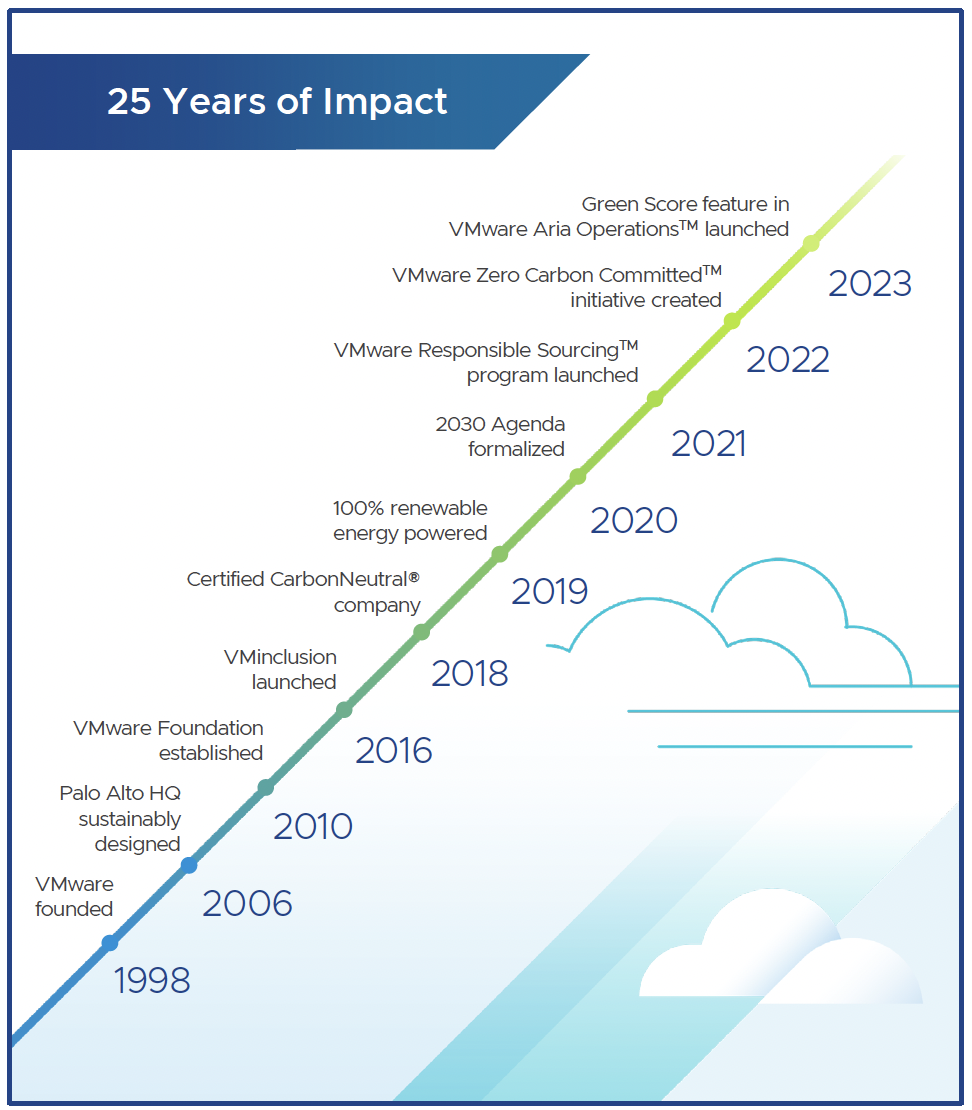 25 Years of Impact
Green Score feature in
VMware Aria Operations™ launched
2023
VMware Zero Carbon Committed™
initiative created
2022
VMware Responsible Sourcing™
program launched
2021
2030 Agenda
formalized
2020
100% renewable
energy powered
2019
Certified CarbonNeutral®
company
2018
VMinclusion
launched
2016
VMware Foundation
established
2010
Palo Alto HQ
sustainably
designed
2006
VMware
founded
1998